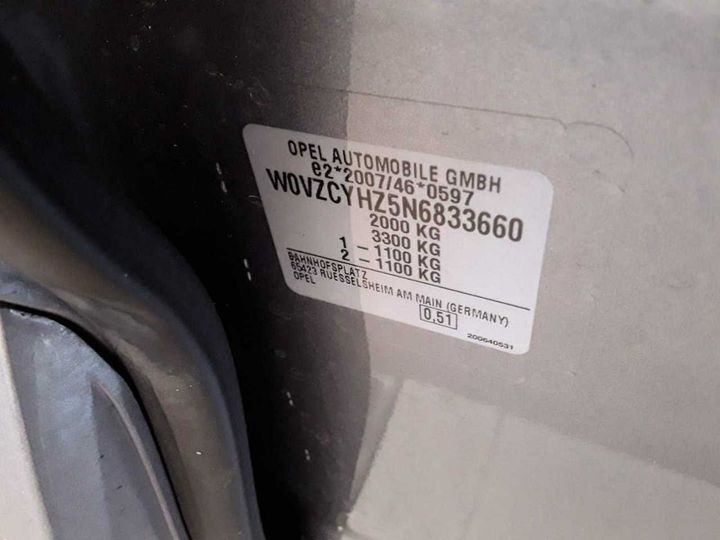 OPEL AUTOMOBILE GMBH
e2*2007/46*0597
W0VZCYHZ5N6833660
2000 KG
3300 KG
1 – 1100 KG
2 – 1100 KG
BAHNHOFSPLATZ
65423 RUESSELSHEIM AM MAIN (GERMANY)
OPEL
0,51
200640531